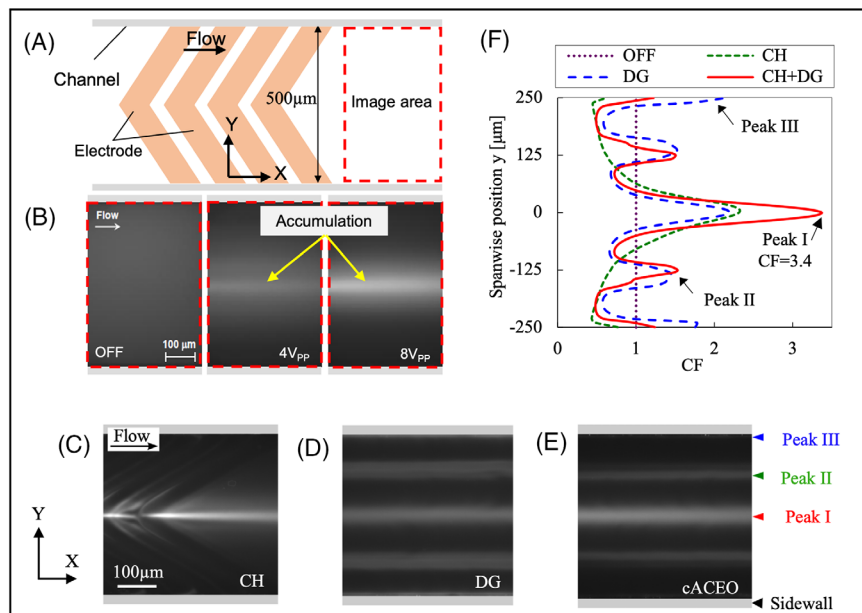 (A)
Flow
Channel
500µm
Image area
Electrode
Y
X
(B)
Flow
Accumulation
OFF
100 µm
4VPP
8VPP
(F)
OFF
CH
DG
CH+DG
Spanwise position y [µm]
250
125
0
-125
-250
0
1
2
3
CF
Peak III
Peak I
CF=3.4
Peak II
(C)
Flow
Y
X
100µm
CH
(D)
DG
(E)
cACEO
Peak III
Peak II
Peak I
Sidewall